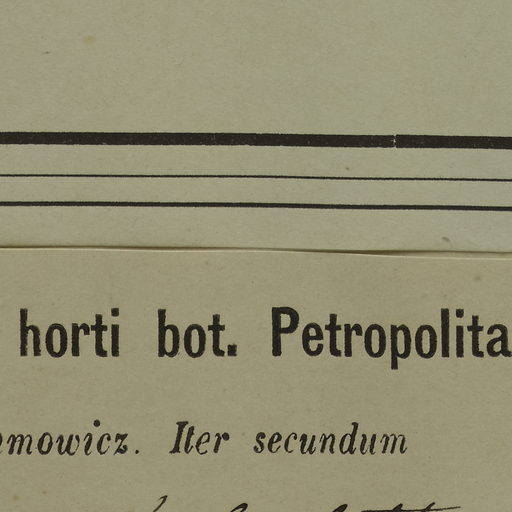 horti bot. Petropolita
mowicz. Iter secundum